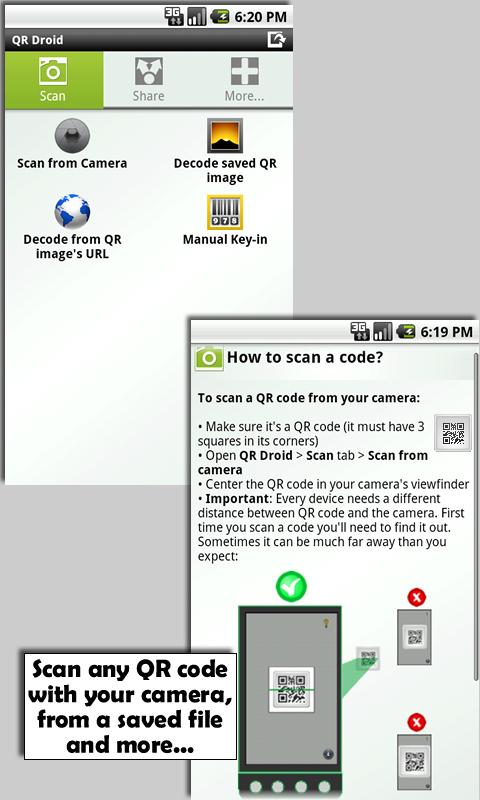 3G 6:20 PM
QR Droid
Scan Share More...
Scan from Camera Decode saved QR
image
Decode from QR Manual Key-in
image's URL
978
3G 6:19 PM
How to scan a code?
To scan a QR code from your camera:
• Make sure it's a QR code (it must have 3
squares in its corners)
• Open QR Droid > Scan tab > Scan from
camera
• Center the QR code in your camera's viewfinder
• Important: Every device needs a different
distance between QR code and the camera. First
time you scan a code you'll need to find it out.
Sometimes it can be much far away than you
expect:
Scan any QR code
with your camera,
from a saved file
and more...